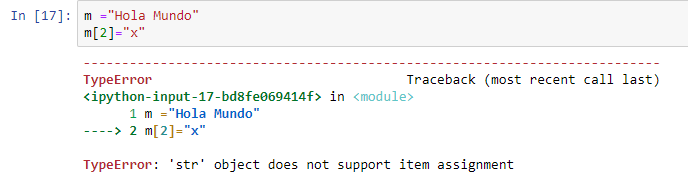 In [17]: m ="Hola Mundo"
m[2]="x"
---------------------------------------------------------------------------
TypeError                                 Traceback (most recent call last)
<ipython-input-17-bd8fe069414f> in <module>
      1 m ="Hola Mundo"
----> 2 m[2]="x"
TypeError: 'str' object does not support item assignment